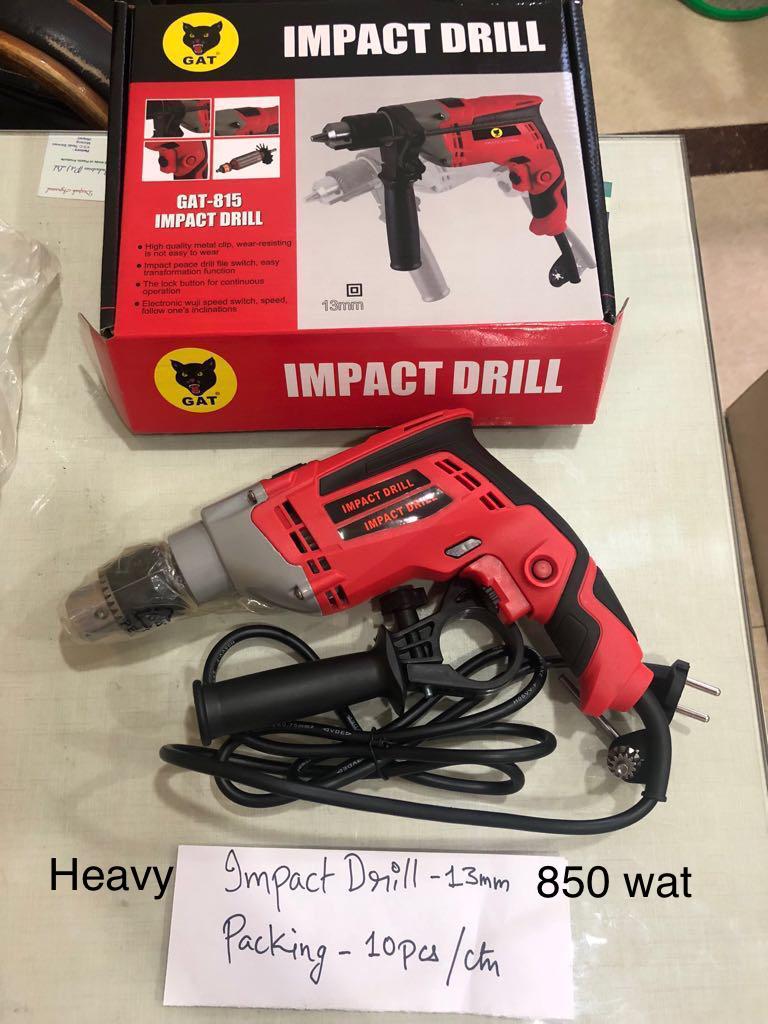 GAT
IMPACT DRILL
GAT-815
IMPACT DRILL
• High quality metal clip, wear-resisting is not easy to wear
• Impact peace drill file switch, easy transformation function
• The lock button for continuous operation
• Electronic wuji speed switch, speed, follow one's inclinations
13mm
GAT
IMPACT DRILL
IMPACT DRILL
IMPACT DRILL
Heavy Impact Drill - 13mm 850 wat
Packing - 10pcs/ctn